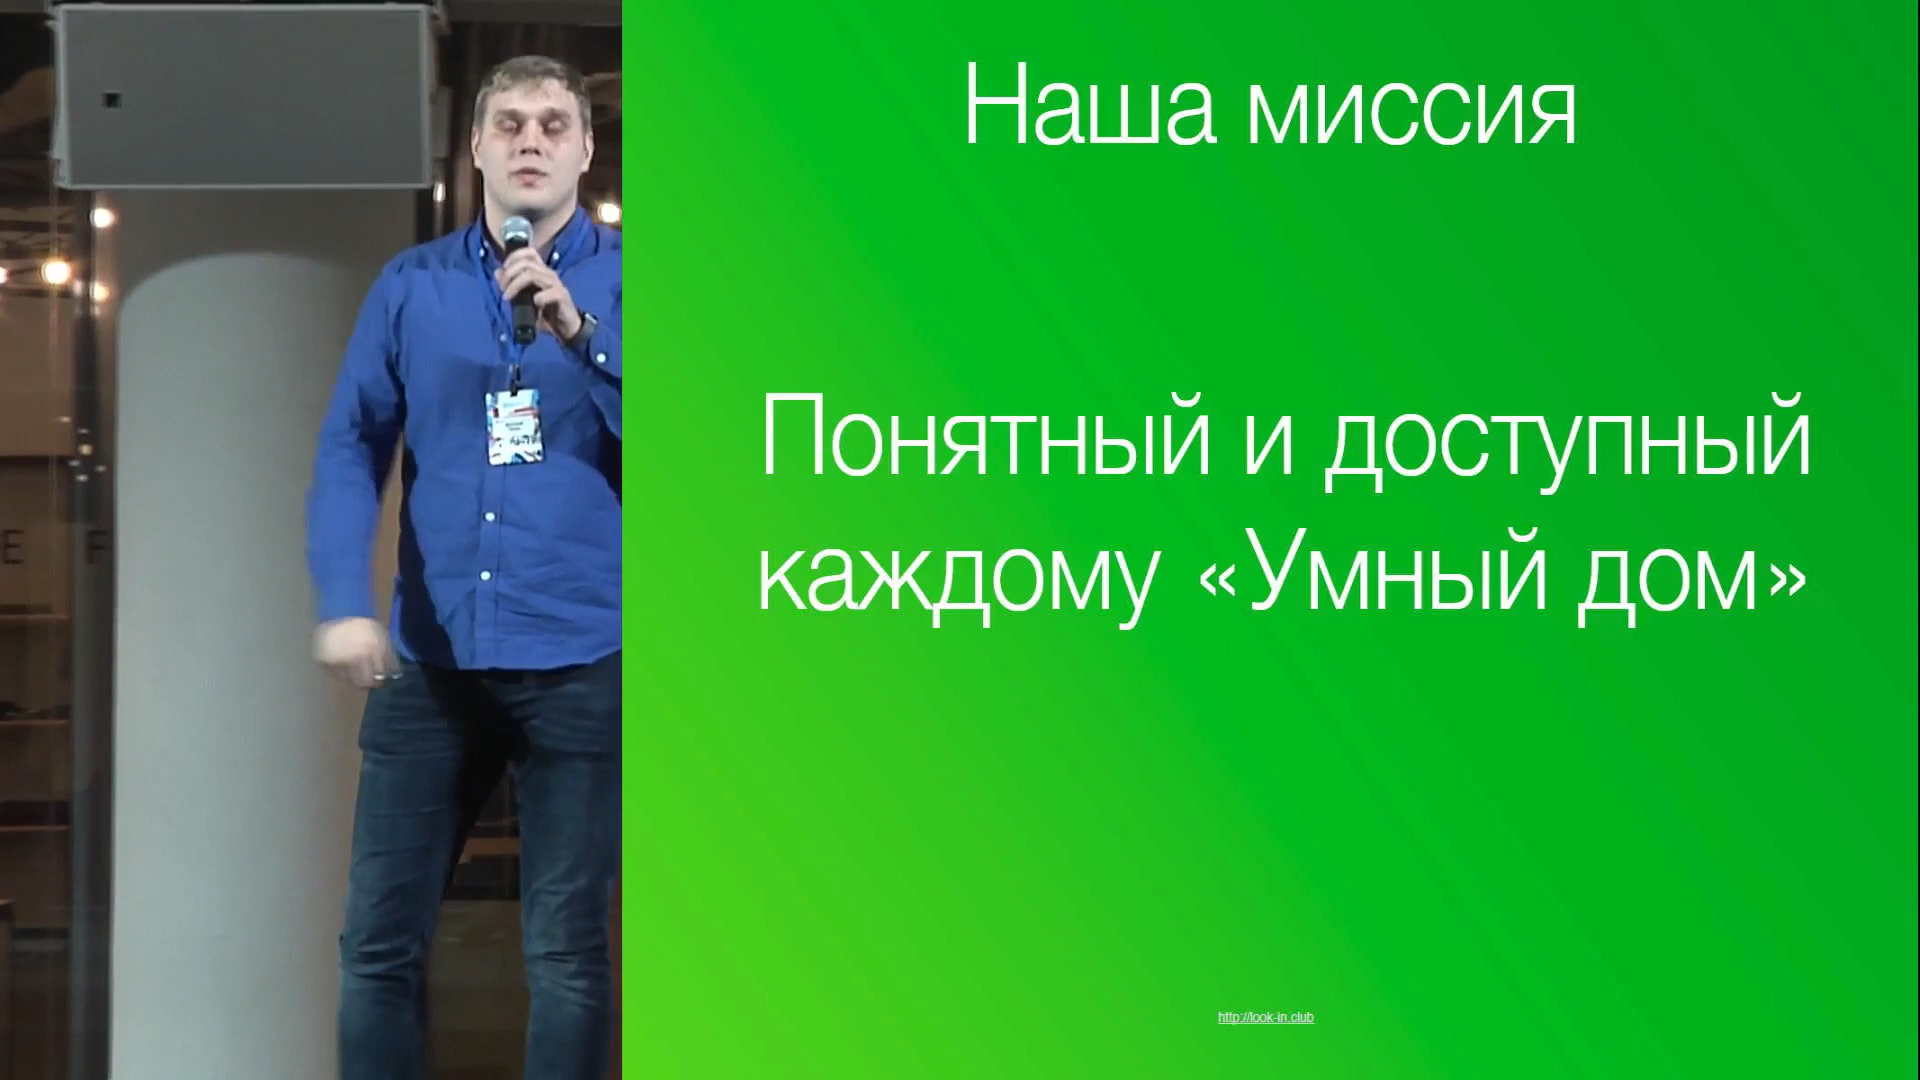 Наша миссия
Понятный и доступный
каждому «Умный дом»
http://look-in.club
E F